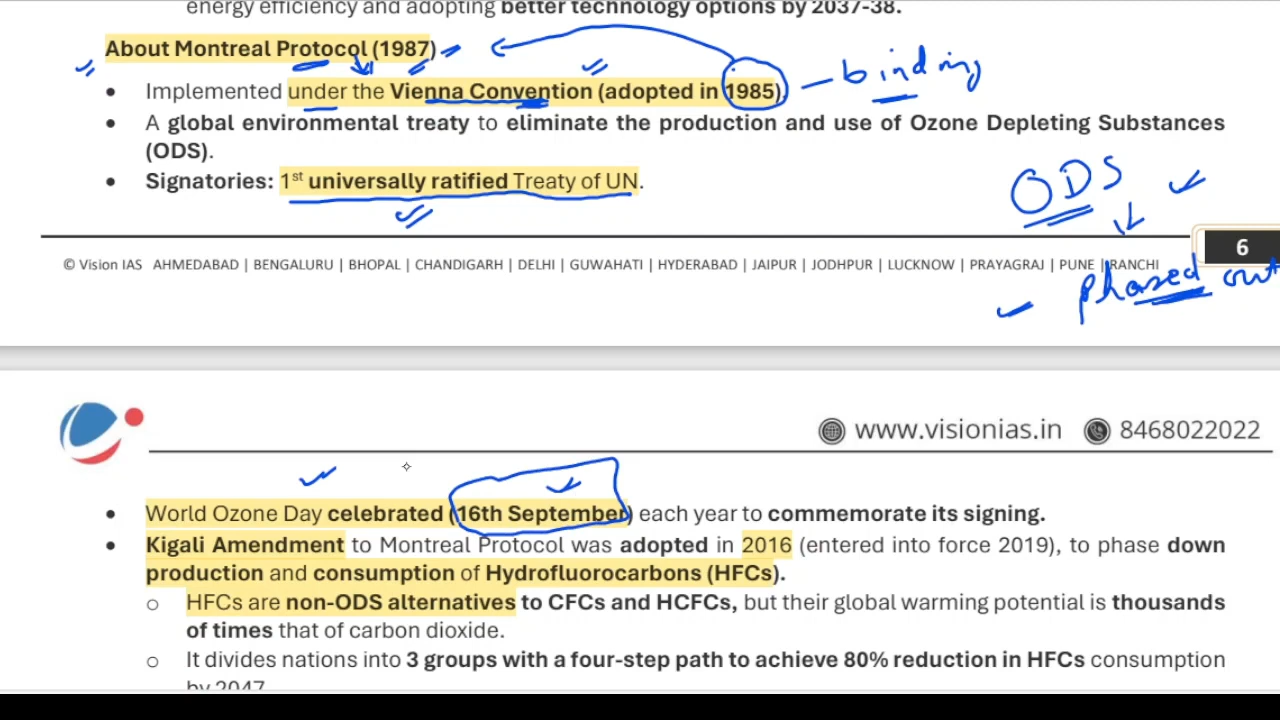 energy efficiency and adopting better technology options by 2037-38.
About Montreal Protocol (1987)
• Implemented under the Vienna Convention (adopted in 1985). – binding
• A global environmental treaty to eliminate the production and use of Ozone Depleting Substances
(ODS).
• Signatories: 1st universally ratified Treaty of UN.
ODS
6
© Vision IAS AHMEDABAD | BENGALURU | BHOPAL | CHANDIGARH | DELHI | GUWAHATI | HYDERABAD | JAIPUR | JODHPUR | LUCKNOW | PRAYAGRAJ | PUNE | RANCHI
phased out
www.visionias.in 8468022022
• World Ozone Day celebrated (16th September) each year to commemorate its signing.
• Kigali Amendment to Montreal Protocol was adopted in 2016 (entered into force 2019), to phase down
production and consumption of Hydrofluorocarbons (HFCs).
o HFCs are non-ODS alternatives to CFCs and HCFCs, but their global warming potential is thousands
of times that of carbon dioxide.
o It divides nations into 3 groups with a four-step path to achieve 80% reduction in HFCs consumption
by 2047